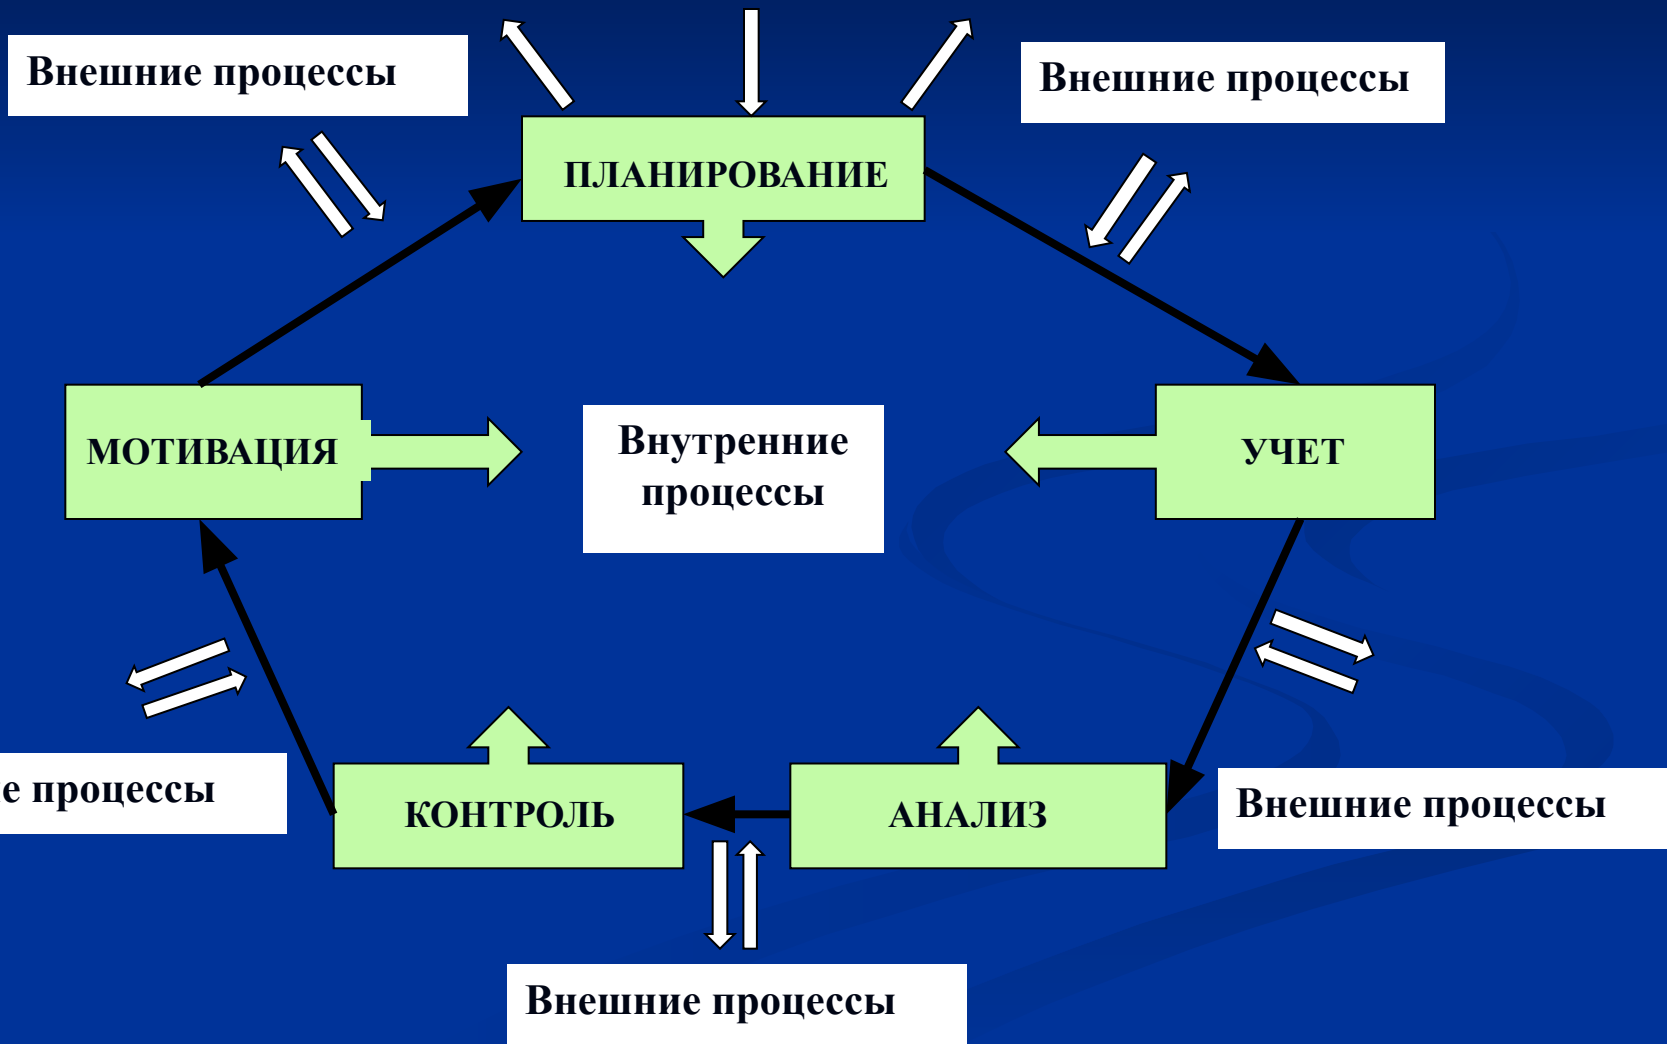 Внешние процессы
Внешние процессы
ПЛАНИРОВАНИЕ
МОТИВАЦИЯ
Внутренние
процессы
УЧЕТ
е процессы
Внешние процессы
КОНТРОЛЬ
АНАЛИЗ
Внешние процессы